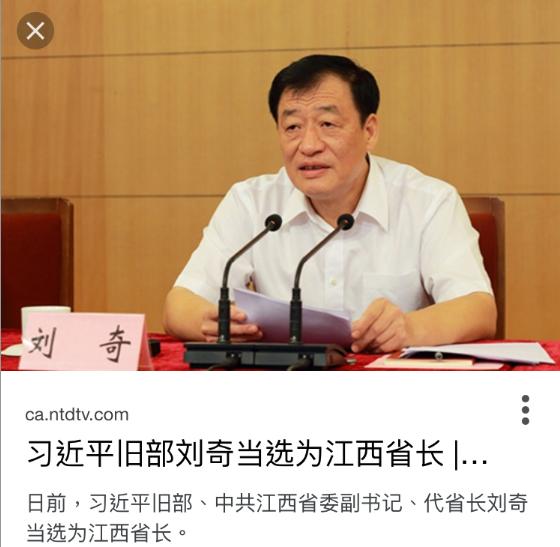 刘 奇
ca.ntdtv.com
习近平旧部刘奇当选为江西省长 |...
日前，习近平旧部、中共江西省委副书记、代省长刘奇
当选为江西省长。